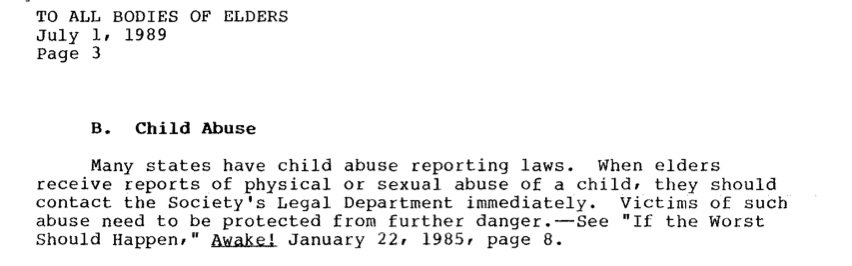 TO ALL BODIES OF ELDERS
July 1, 1989
Page 3
B. Child Abuse
Many states have child abuse reporting laws. When elders
receive reports of physical or sexual abuse of a child, they should
contact the Society's Legal Department immediately. Victims of such
abuse need to be protected from further danger.—See "If the Worst
Should Happen," Awake! January 22, 1985, page 8.